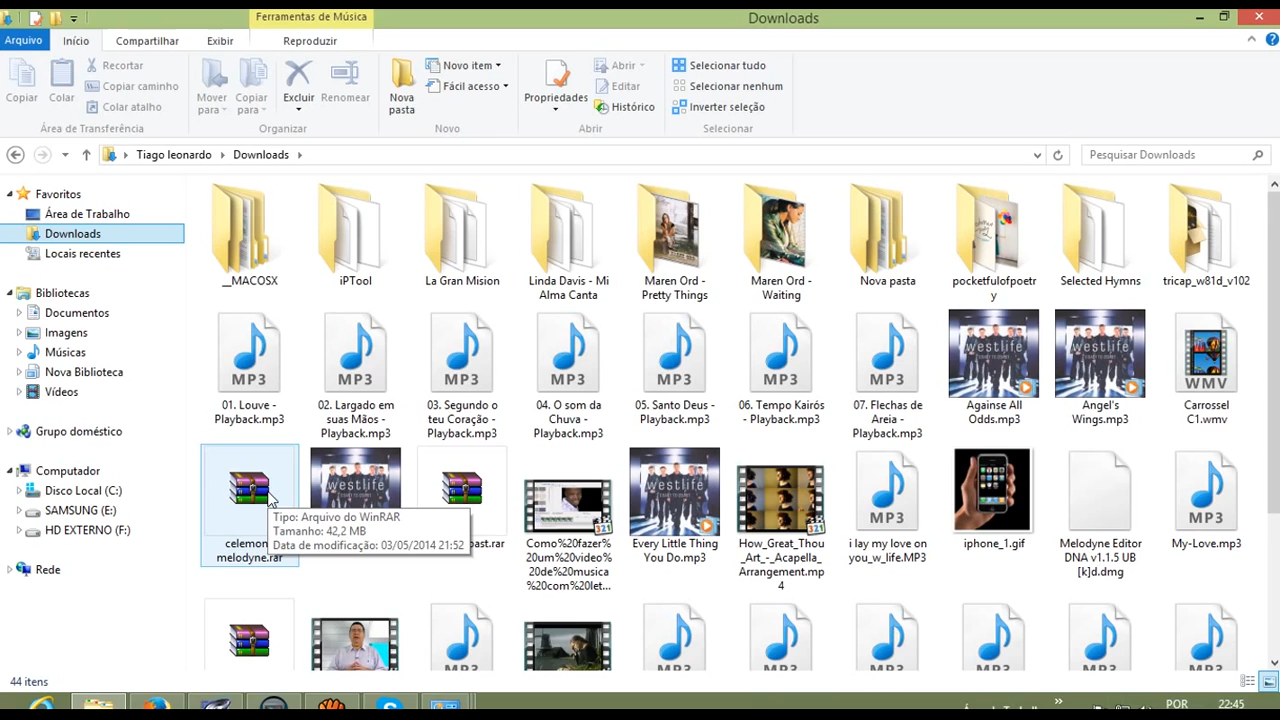 Ferramentas de Música
Downloads
Arquivo
Início
Compartilhar
Exibir
Reproduzir
Copiar
Colar
Recortar
Copiar caminho
Colar atalho
Área de Transferência
Mover para
Copiar para
Excluir
Renomear
Organizar
Nova pasta
Novo item
Fácil acesso
Novo
Propriedades
Abrir
Editar
Histórico
Abrir
Selecionar tudo
Selecionar nenhum
Inverter seleção
Selecionar
Tiago leonardo
Downloads
Pesquisar Downloads
Favoritos
Área de Trabalho
Downloads
Locais recentes
Bibliotecas
Documentos
Imagens
Músicas
Nova Biblioteca
Vídeos
Grupo doméstico
Computador
Disco Local (C:)
SAMSUNG (E:)
HD EXTERNO (F:)
Rede
__MACOSX
iPTool
La Gran Mision
Linda Davis - Mi
Alma Canta
Maren Ord -
Pretty Things
Maren Ord -
Waiting
Nova pasta
pocketfulofpoetr
y
Selected Hymns
tricap_w81d_v102
MP3
MP3
MP3
MP3
MP3
MP3
MP3
westlife
westlife
WMV
01. Louve -
Playback.mp3
02. Largado em
suas Mãos -
Playback.mp3
03. Segundo o
teu Coração -
Playback.mp3
04. O som da
Chuva -
Playback.mp3
05. Santo Deus -
Playback.mp3
06. Tempo Kairós
- Playback.mp3
07. Flechas de
Areia -
Playback.mp3
Againse All
Odds.mp3
Angel's
Wings.mp3
Carrossel
C1.wmv
westlife
westlife
321
321
MP3
MP3
Tipo: Arquivo do WinRAR
Tamanho: 42,2 MB
Data de modificação: 03/05/2014 21:52
melodyne.rar
Como%20fazer
%20um%20video
%20de%20musica
%20com%20let...
Every Little Thing
You Do.mp3
How_Great_Thou
_Art_-_Acapella_
Arrangement.mp
4
i lay my love on
you_w_life.MP3
iphone_1.gif
Melodyne Editor
DNA v1.1.5 UB
[k]d.dmg
My-Love.mp3
MP3
MP3
MP3
MP3
MP3
MP3
44 itens
POR
22:45